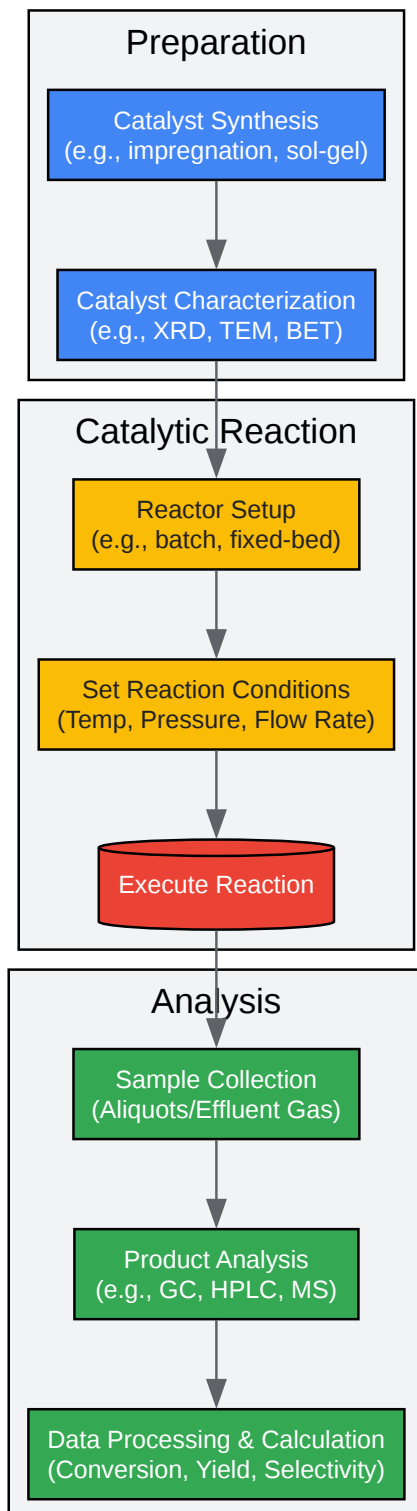 Preparation
Catalyst Synthesis
(e.g., impregnation, sol-gel)
Catalyst Characterization
(e.g., XRD, TEM, BET)
Catalytic Reaction
Reactor Setup
(e.g., batch, fixed-bed)
Set Reaction Conditions
(Temp, Pressure, Flow Rate)
Execute Reaction
Analysis
Sample Collection
(Aliquots/Effluent Gas)
Product Analysis
(e.g., GC, HPLC, MS)
Data Processing & Calculation
(Conversion, Yield, Selectivity)